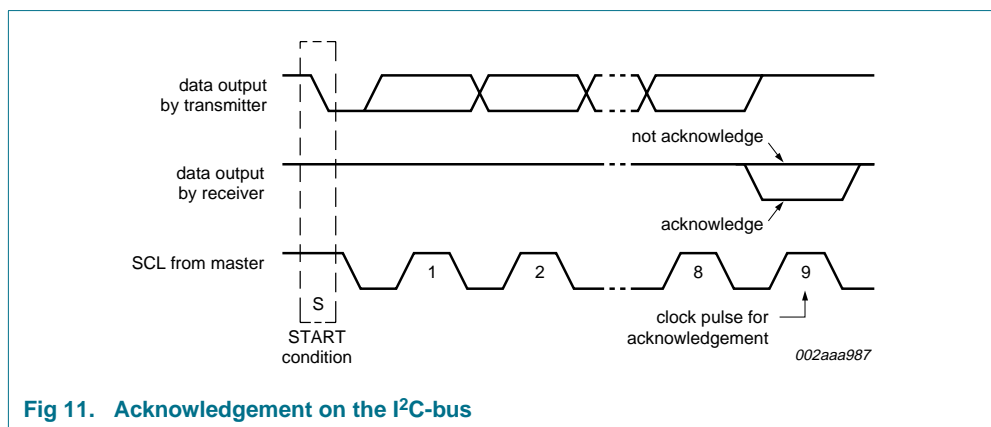 data output
by transmitter
not acknowledge
data output
by receiver
acknowledge
SCL from master
1
2
8
9
S
START
condition
clock pulse for
acknowledgement
002aaa987
Fig 11. Acknowledgement on the I²C-bus